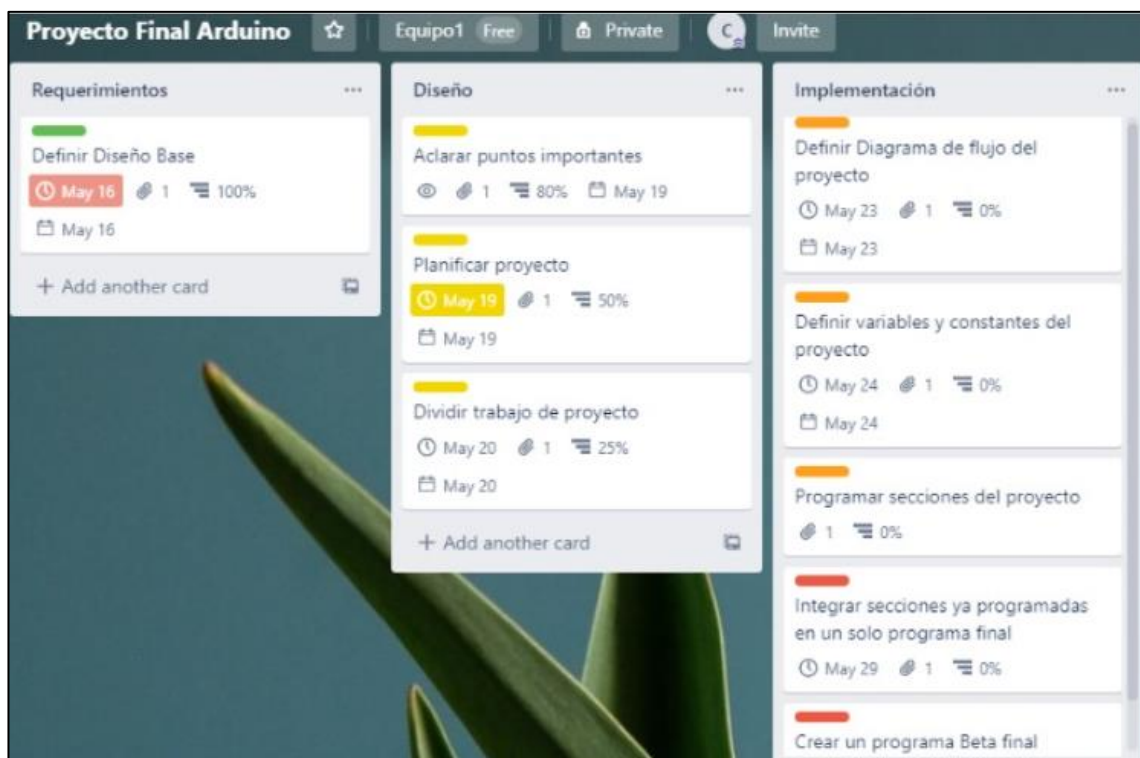 Proyecto Final Arduino
Equipo1 Free
Private
C
Invite
Requerimientos
Definir Diseño Base
May 16 1 100%
May 16
+ Add another card
Diseño
Aclarar puntos importantes
1 80% May 19
Planificar proyecto
May 19 1 50%
May 19
Dividir trabajo de proyecto
May 20 1 25%
May 20
+ Add another card
Implementación
Definir Diagrama de flujo del
proyecto
May 23 1 0%
May 23
Definir variables y constantes del
proyecto
May 24 1 0%
May 24
Programar secciones del proyecto
1 0%
Integrar secciones ya programadas
en un solo programa final
May 29 1 0%
Crear un programa Beta final